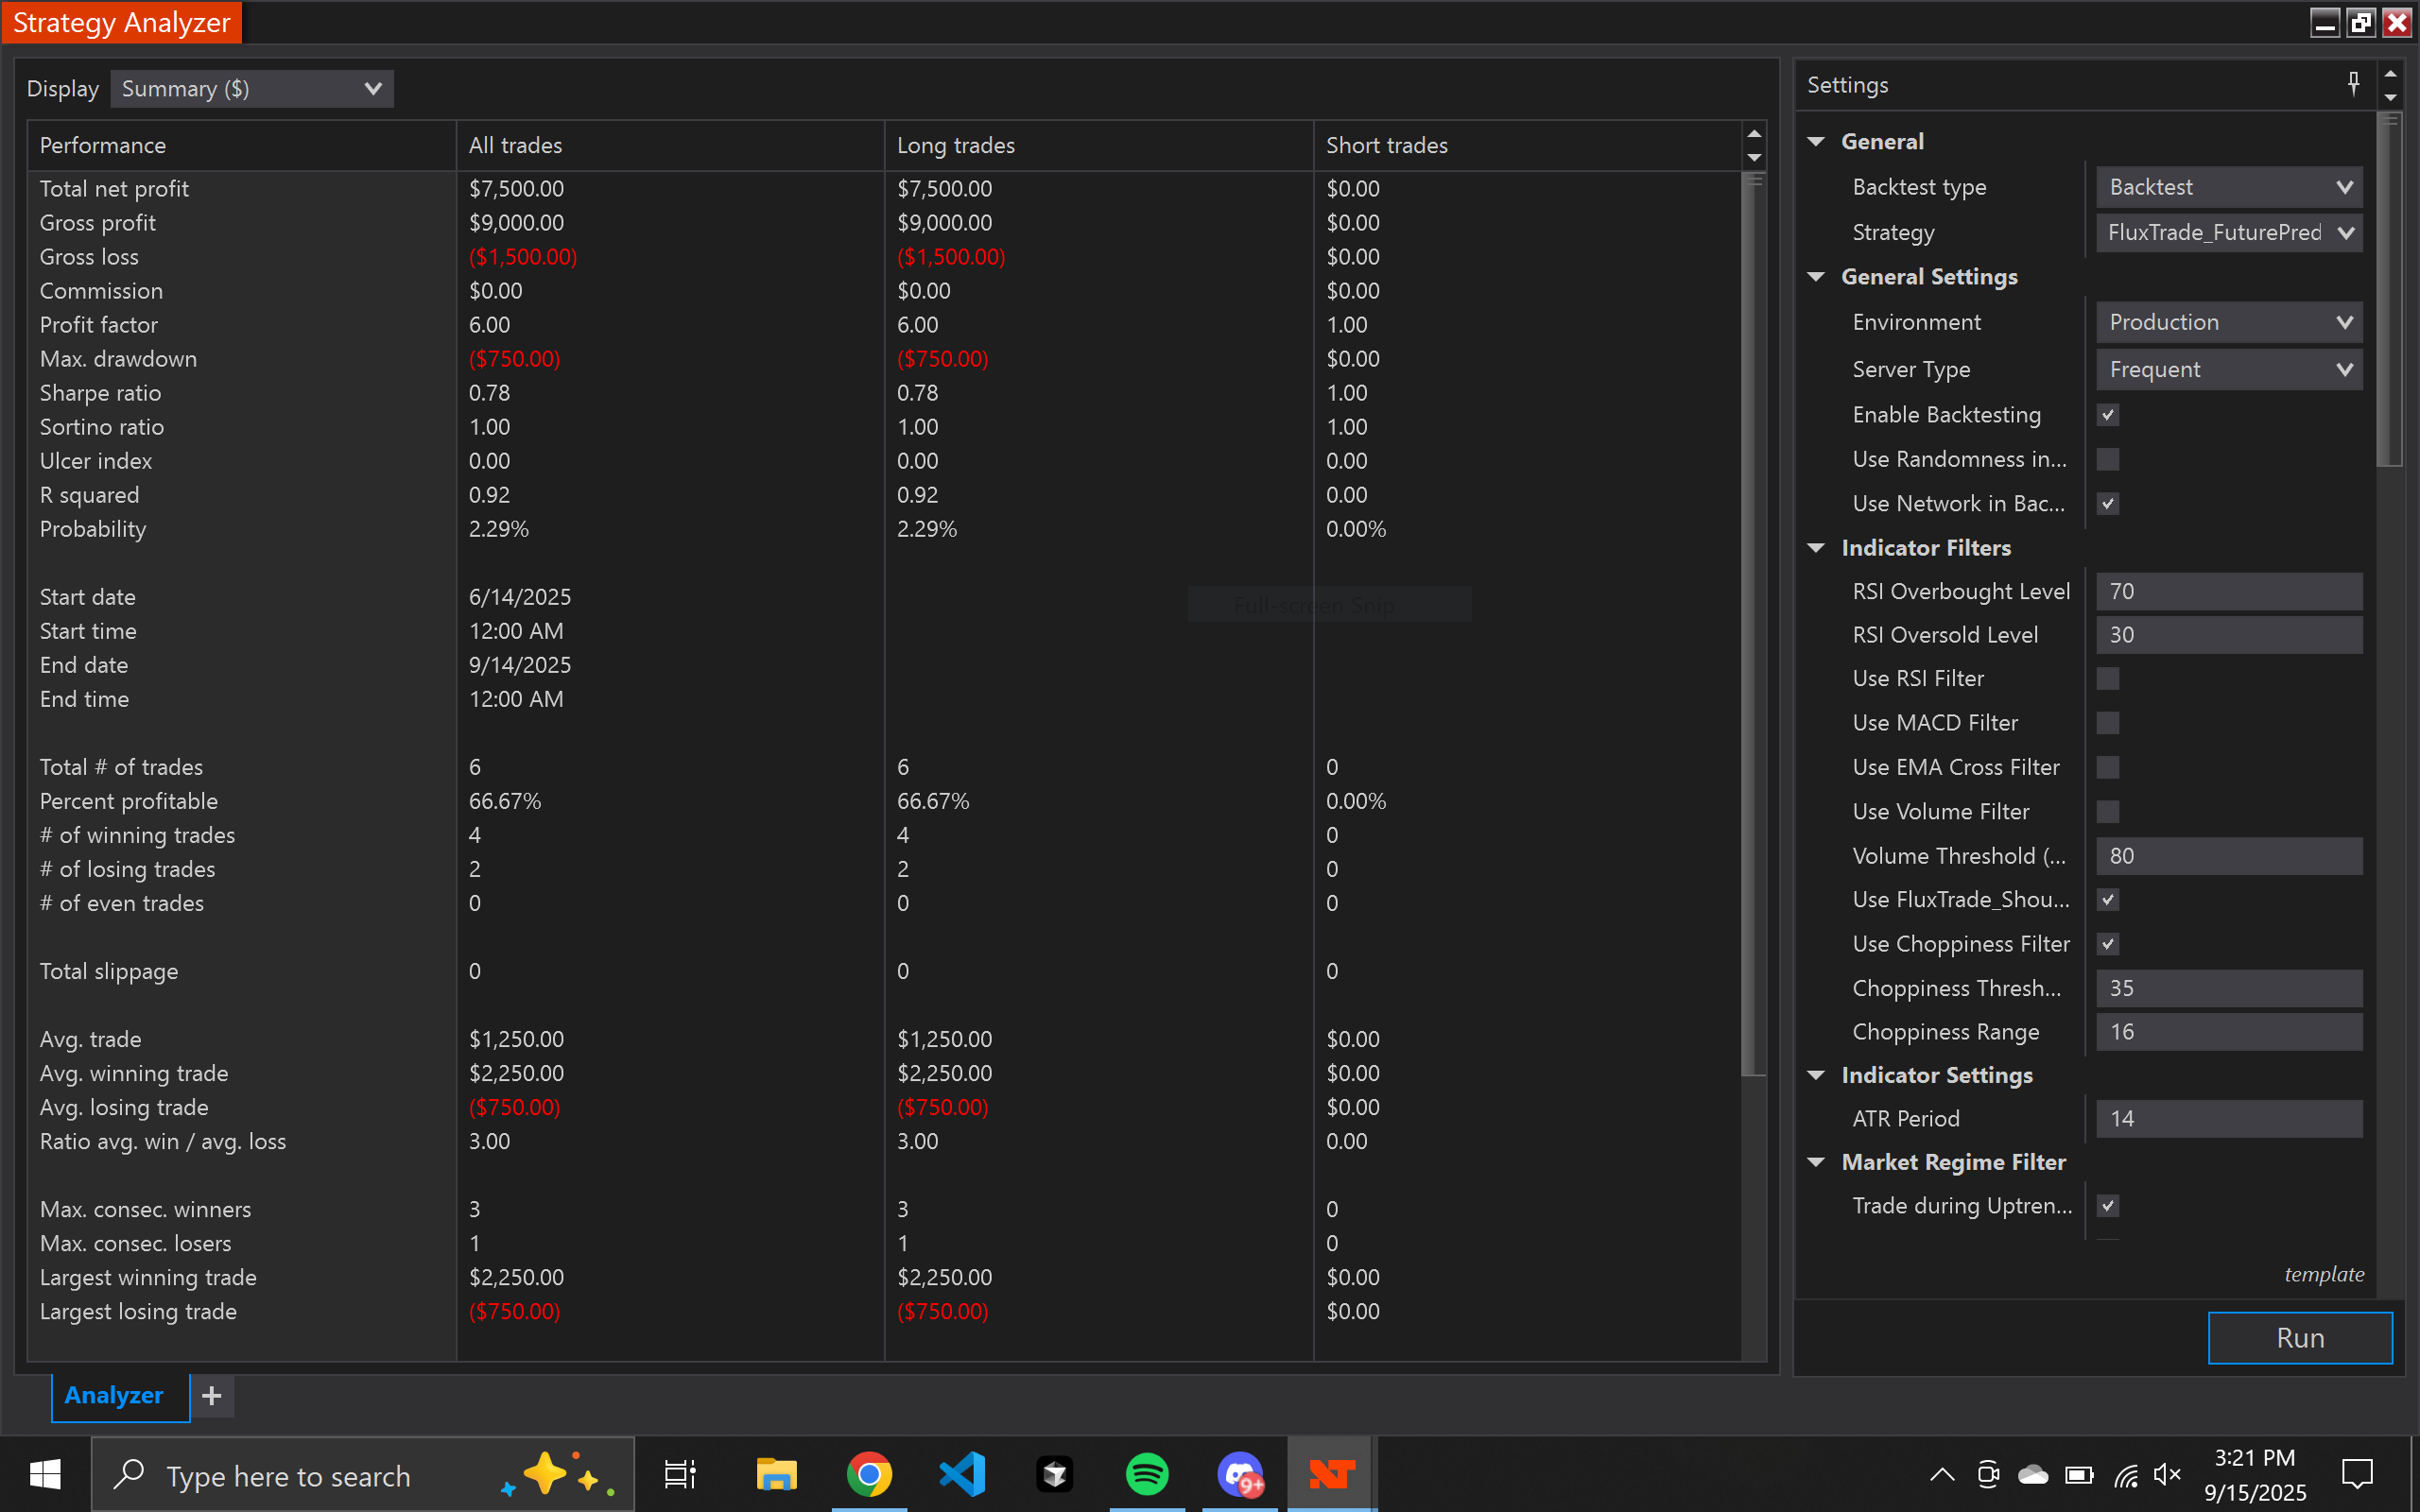 Strategy Analyzer
Display Summary ($)
Performance All trades Long trades Short trades
Total net profit $7,500.00 $7,500.00 $0.00
Gross profit $9,000.00 $9,000.00 $0.00
Gross loss ($1,500.00) ($1,500.00) $0.00
Commission $0.00 $0.00 $0.00
Profit factor 6.00 6.00 1.00
Max. drawdown ($750.00) ($750.00) $0.00
Sharpe ratio 0.78 0.78 1.00
Sortino ratio 1.00 1.00 1.00
Ulcer index 0.00 0.00 0.00
R squared 0.92 0.92 0.00
Probability 2.29% 2.29% 0.00%
Start date 6/14/2025
Full-screen Snip
Start time 12:00 AM
End date 9/14/2025
End time 12:00 AM
Total # of trades 6 6 0
Percent profitable 66.67% 66.67% 0.00%
# of winning trades 4 4 0
# of losing trades 2 2 0
# of even trades 0 0 0
Total slippage 0 0 0
Avg. trade $1,250.00 $1,250.00 $0.00
Avg. winning trade $2,250.00 $2,250.00 $0.00
Avg. losing trade ($750.00) ($750.00) $0.00
Ratio avg. win / avg. loss 3.00 3.00 0.00
Max. consec. winners 3 3 0
Max. consec. losers 1 1 0
Largest winning trade $2,250.00 $2,250.00 $0.00
Largest losing trade ($750.00) ($750.00) $0.00
Analyzer +
Settings
General
Backtest type Backtest
Strategy FluxTrade_FuturePred
General Settings
Environment Production
Server Type Frequent
Enable Backtesting
Use Randomness in...
Use Network in Bac...
Indicator Filters
RSI Overbought Level 70
RSI Oversold Level 30
Use RSI Filter
Use MACD Filter
Use EMA Cross Filter
Use Volume Filter
Volume Threshold (... 80
Use FluxTrade_Shou...
Use Choppiness Filter
Choppiness Thresh... 35
Choppiness Range 16
Indicator Settings
ATR Period 14
Market Regime Filter
Trade during Uptren...
template
Run
Type here to search
9+
3:21 PM
9/15/2025